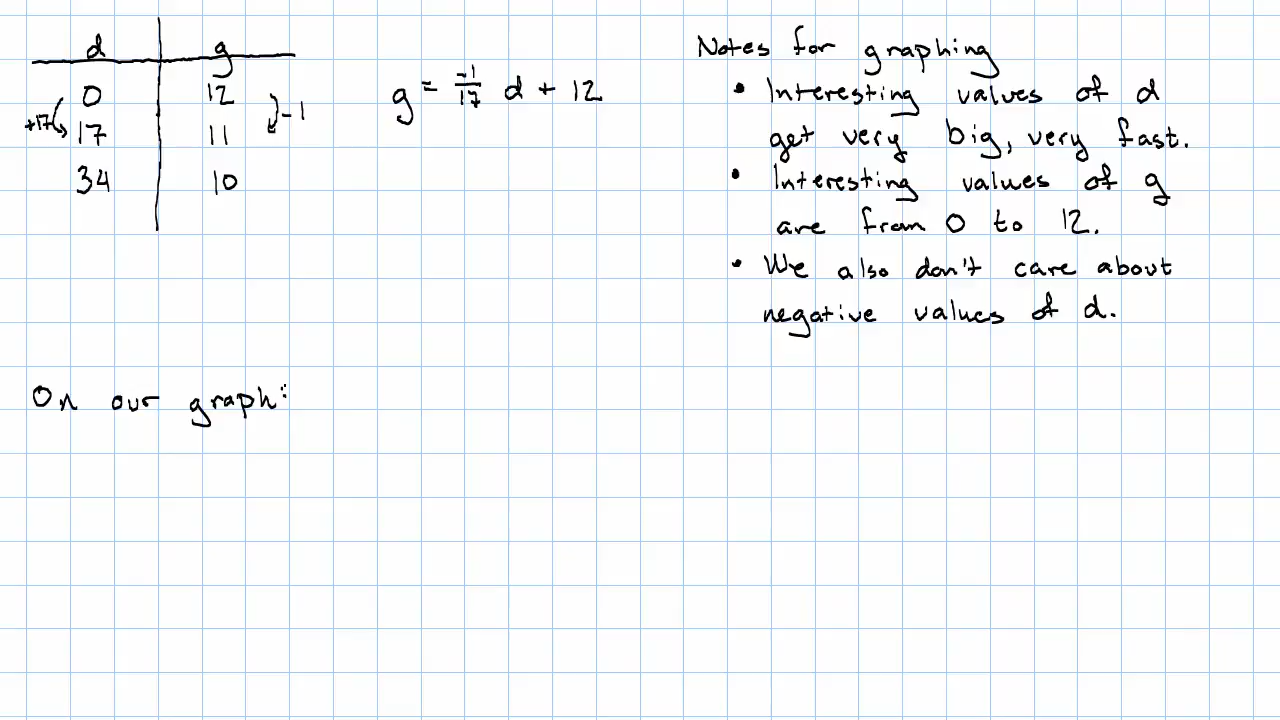 d g
0 12
+17 17 11 -1
34 10
g = -1/17 d + 12
Notes for graphing
• Interesting values of d
get very big, very fast.
• Interesting values of g
are from 0 to 12.
• We also don't care about
negative values of d.
On our graph: